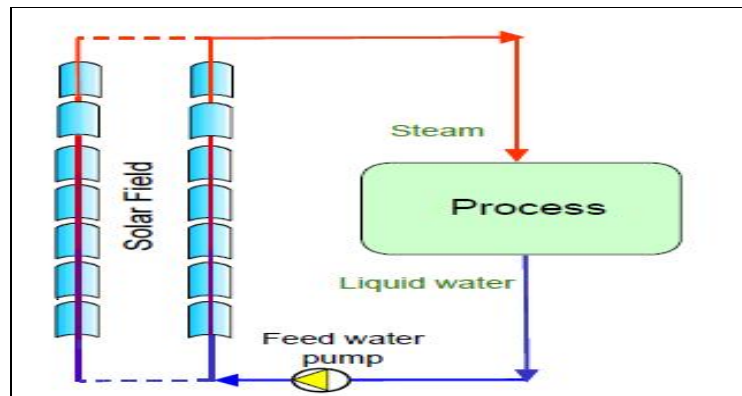 Steam
Solar Field
Process
Liquid water
Feed water
pump